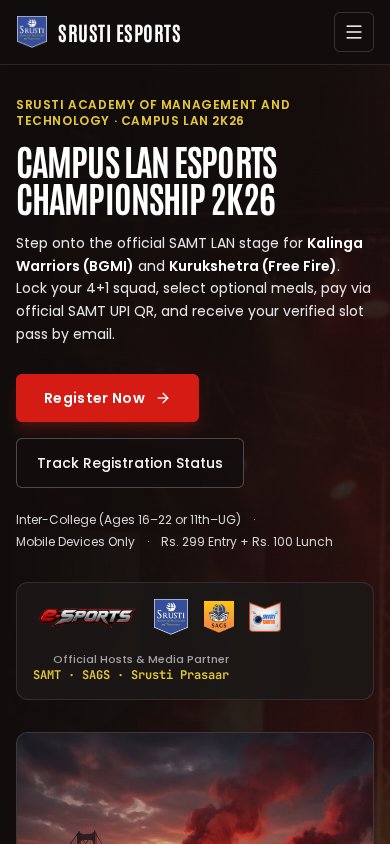 SRUSTI
SRUSTI ESPORTS
SRUSTI ACADEMY OF MANAGEMENT AND
TECHNOLOGY · CAMPUS LAN 2K26
CAMPUS LAN ESPORTS
CHAMPIONSHIP 2K26
Step onto the official SAMT LAN stage for Kalinga
Warriors (BGMI) and Kurukshetra (Free Fire).
Lock your 4+1 squad, select optional meals, pay via
official SAMT UPI QR, and receive your verified slot
pass by email.
Register Now →
Track Registration Status
Inter-College (Ages 16–22 or 11th–UG) ·
Mobile Devices Only · Rs. 299 Entry + Rs. 100 Lunch
e-SPORTS
SRUSTI
SAGS
Official Hosts & Media Partner
SAMT · SAGS · Srusti Prasaar